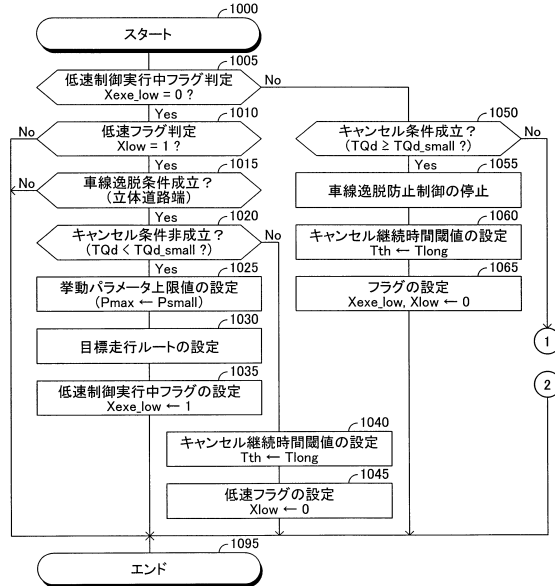 1000
スタート
1005
低速制御実行中フラグ判定
Xexe_low = 0 ?
No
Yes
1010
No
低速フラグ判定
Xlow = 1 ?
Yes
1015
No
車線逸脱条件成立？
(立体道路端)
Yes
1020
キャンセル条件非成立？
(TQd < TQd_small ?)
No
Yes
1025
挙動パラメータ上限値の設定
(Pmax ← Psmall)
1030
目標走行ルートの設定
1035
低速制御実行中フラグの設定
Xexe_low ← 1
1040
キャンセル継続時間閾値の設定
Tth ← Tlong
1045
低速フラグの設定
Xlow ← 0
1050
キャンセル条件成立？
(TQd ≥ TQd_small ?)
No
Yes
1055
車線逸脱防止制御の停止
1060
キャンセル継続時間閾値の設定
Tth ← Tlong
1065
フラグの設定
Xexe_low, Xlow ← 0
1
2
1095
エンド